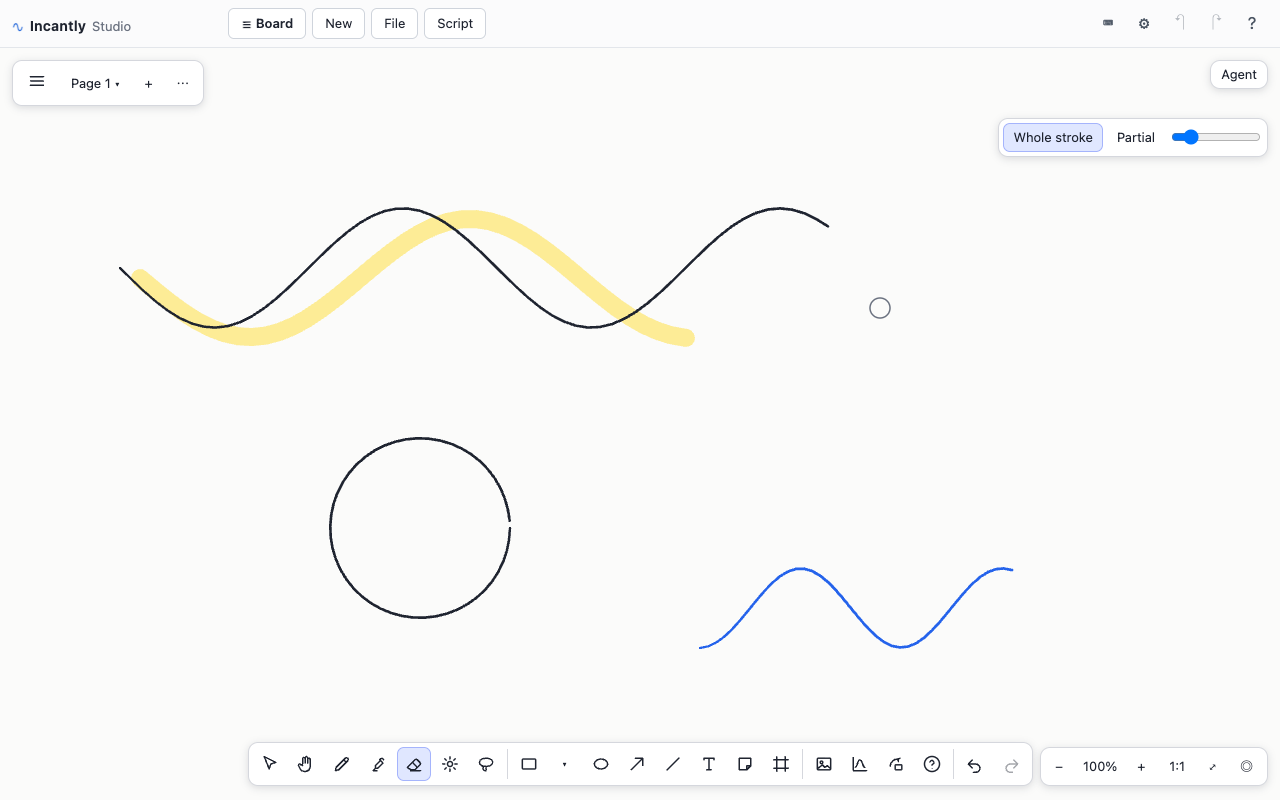 Incantly Studio
Board New File Script
?
Page 1 + ...
Agent
Whole stroke Partial
− 100% + 1:1